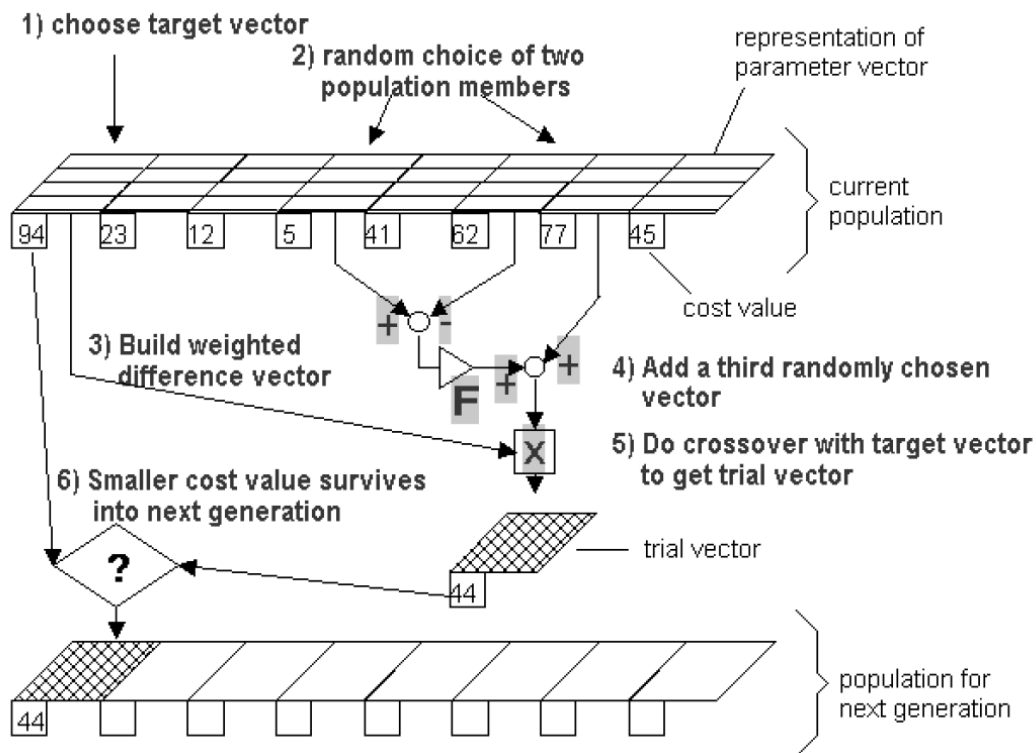 1) choose target vector
2) random choice of two
population members
representation of
parameter vector
current
population
94 23 12 5 41 62 77 45
cost value
+ -
3) Build weighted
difference vector
F + +
4) Add a third randomly chosen
vector
X
5) Do crossover with target vector
to get trial vector
6) Smaller cost value survives
into next generation
?
trial vector
44
44
population for
next generation